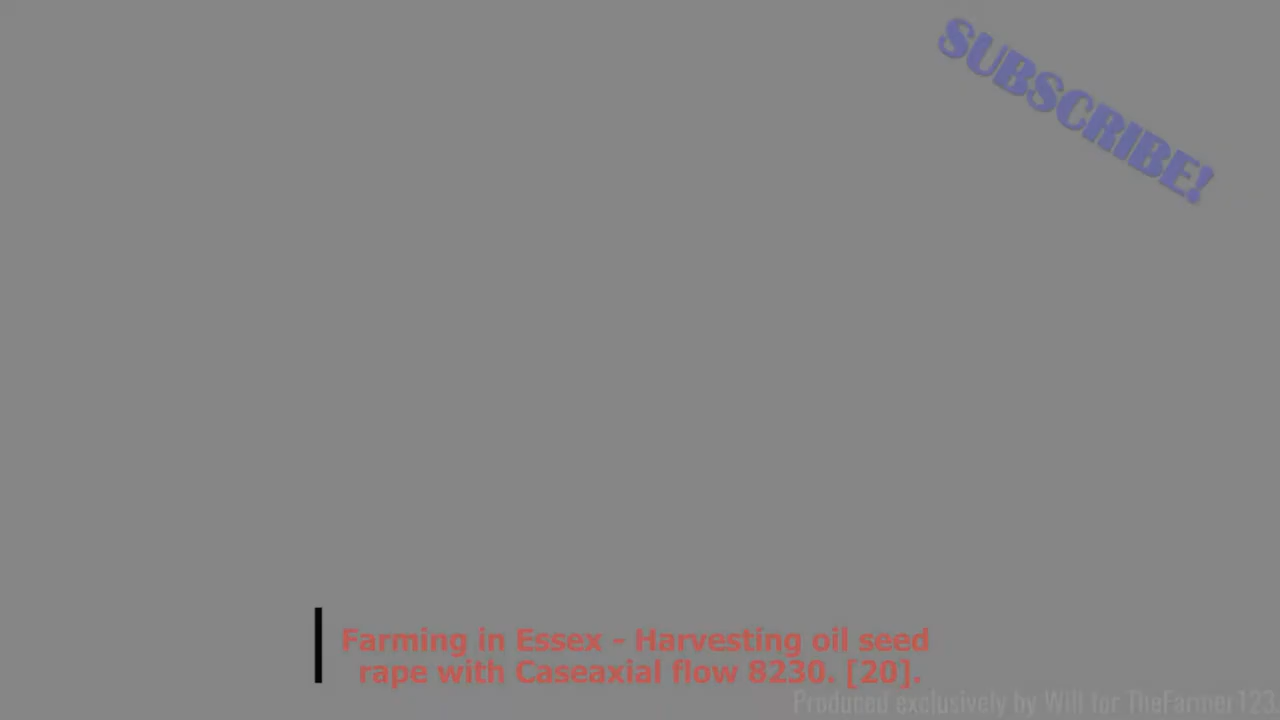 SUBSCRIBE!
Farming in Essex - Harvesting oil seed
rape with Caseaxial flow 8230. [20].
Produced exclusively by Will for TheFarmer123.